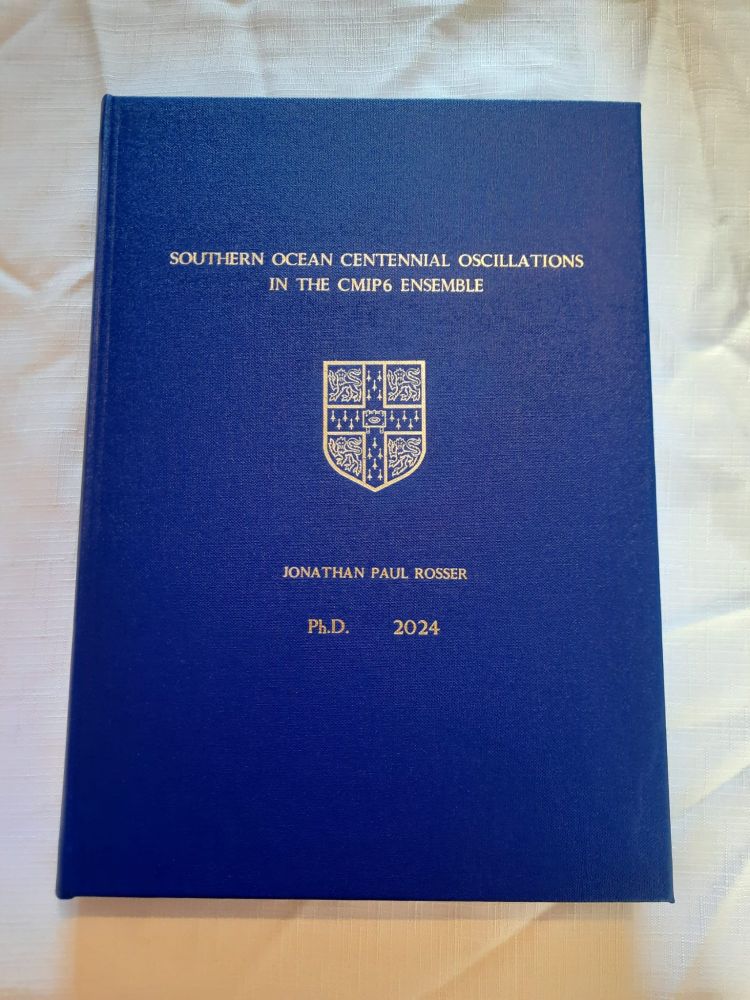 SOUTHERN OCEAN CENTENNIAL OSCILLATIONS
IN THE CMIP6 ENSEMBLE
JONATHAN PAUL ROSSER
Ph.D. 2024